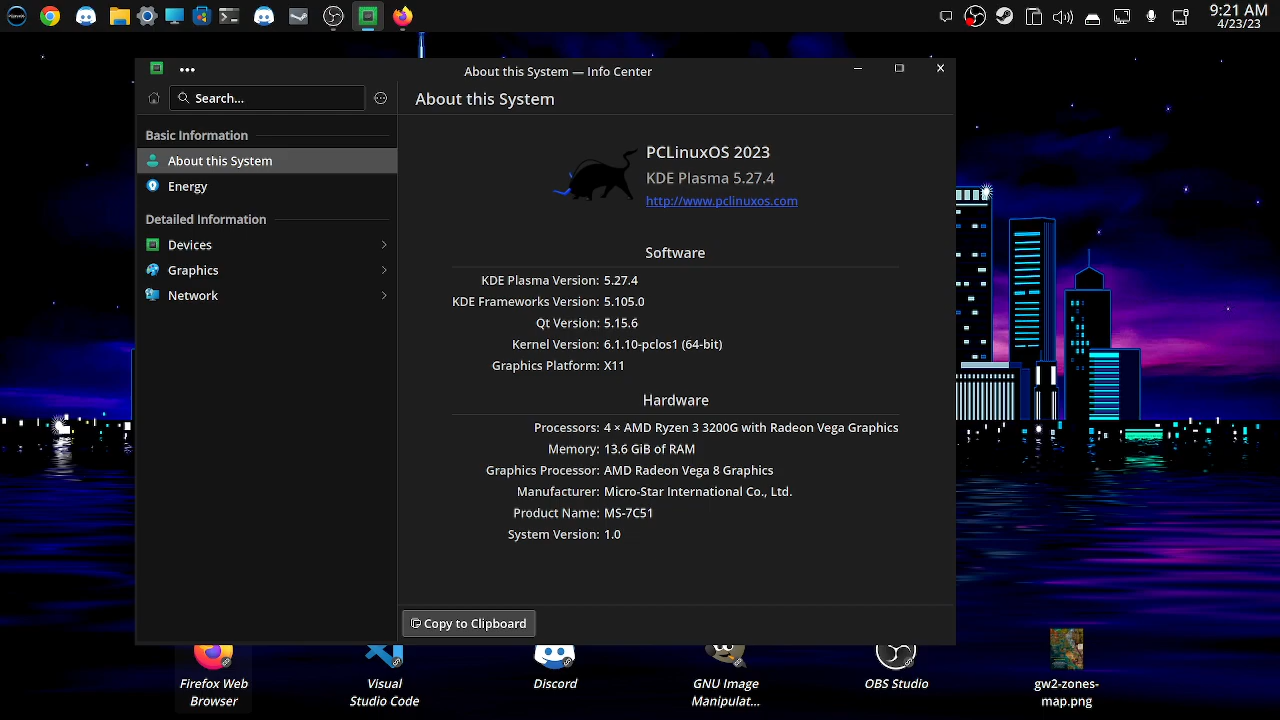 9:21 AM
4/23/23
About this System — Info Center
Search...
About this System
Basic Information
About this System
Energy
Detailed Information
Devices
Graphics
Network
PCLinuxOS 2023
KDE Plasma 5.27.4
http://www.pclinuxos.com
Software
KDE Plasma Version: 5.27.4
KDE Frameworks Version: 5.105.0
Qt Version: 5.15.6
Kernel Version: 6.1.10-pclos1 (64-bit)
Graphics Platform: X11
Hardware
Processors: 4 × AMD Ryzen 3 3200G with Radeon Vega Graphics
Memory: 13.6 GiB of RAM
Graphics Processor: AMD Radeon Vega 8 Graphics
Manufacturer: Micro-Star International Co., Ltd.
Product Name: MS-7C51
System Version: 1.0
Copy to Clipboard
Firefox Web
Browser
Visual
Studio Code
Discord
GNU Image
Manipulat...
OBS Studio
gw2-zones-
map.png